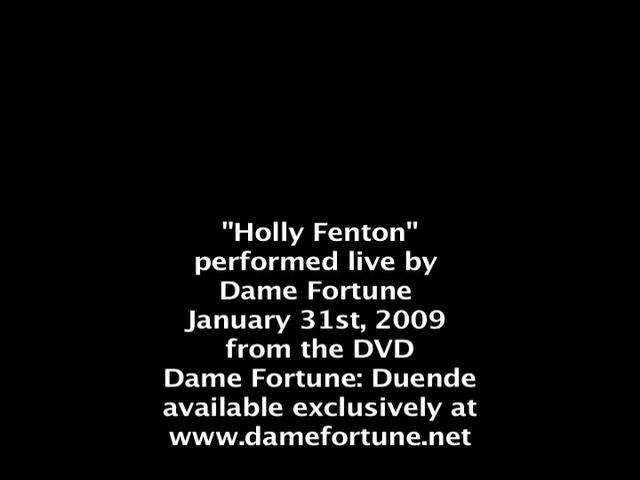 "Holly Fenton"
performed live by
Dame Fortune
January 31st, 2009
from the DVD
Dame Fortune: Duende
available exclusively at
www.damefortune.net